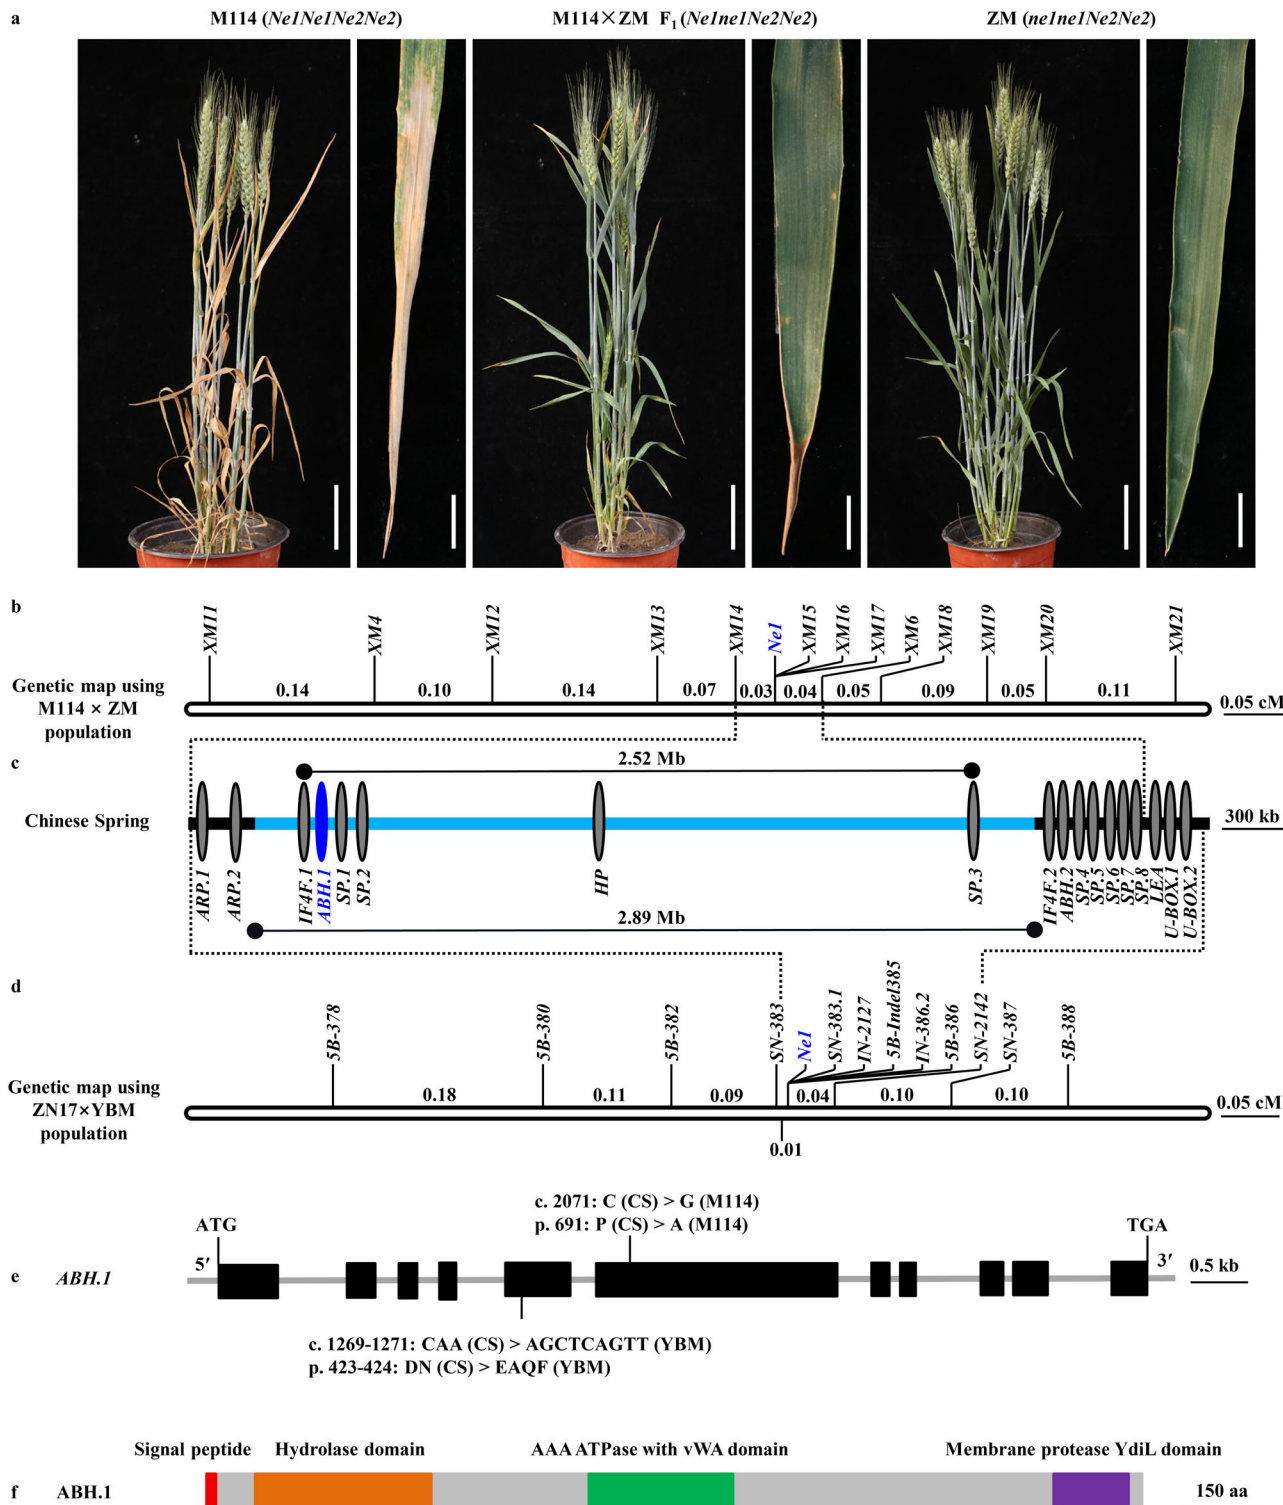 a
M114 (Ne1Ne1Ne2Ne2)
M114×ZM F1 (Ne1ne1Ne2Ne2)
ZM (ne1ne1Ne2Ne2)
b
XM11
XM4
XM12
XM13
XM14
Ne1
XM15
XM16
XM17
XM6
XM18
XM19
XM20
XM21
Genetic map using
M114 × ZM
population
0.14
0.10
0.14
0.07
0.03
0.04
0.05
0.09
0.05
0.11
0.05 cM
c
2.52 Mb
Chinese Spring
300 kb
ARP.1
ARP.2
IF4F.1
ABH.1
SP.1
SP.2
HP
SP.3
IF4F.2
ABH.2
SP.4
SP.5
SP.6
SP.7
SP.8
LEA
U-BOX.1
U-BOX.2
2.89 Mb
d
5B-378
5B-380
5B-382
SN-383
Ne1
SN-383.1
IN-2127
5B-Indel385
IN-386.2
5B-386
SN-2142
SN-387
5B-388
Genetic map using
ZN17×YBM
population
0.18
0.11
0.09
0.04
0.10
0.10
0.05 cM
0.01
c. 2071: C (CS) > G (M114)
p. 691: P (CS) > A (M114)
ATG
TGA
5′
3′
e
ABH.1
0.5 kb
c. 1269-1271: CAA (CS) > AGCTCAGTT (YBM)
p. 423-424: DN (CS) > EAQF (YBM)
Signal peptide
Hydrolase domain
AAA ATPase with vWA domain
Membrane protease YdiL domain
f
ABH.1
150 aa